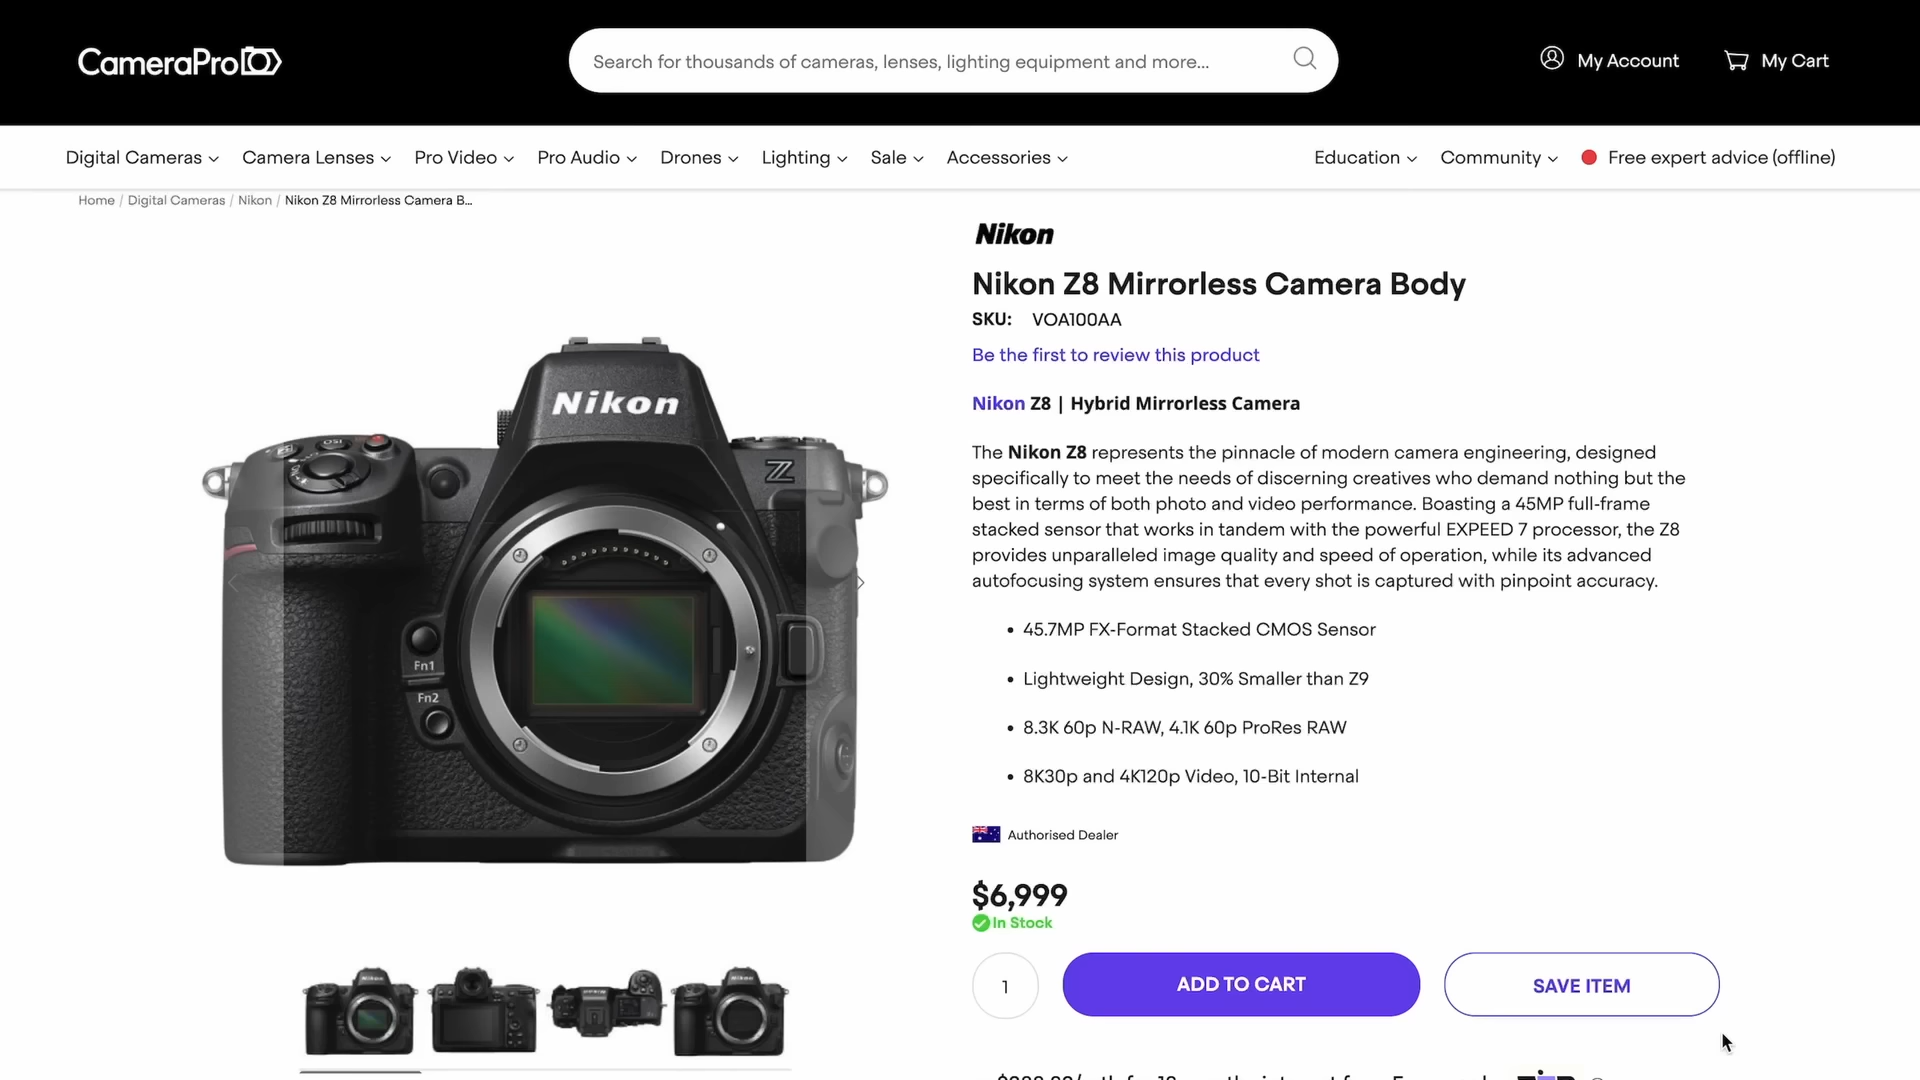 CameraPro
Search for thousands of cameras, lenses, lighting equipment and more...
My Account
My Cart
Digital Cameras
Camera Lenses
Pro Video
Pro Audio
Drones
Lighting
Sale
Accessories
Education
Community
Free expert advice (offline)
Home / Digital Cameras / Nikon / Nikon Z8 Mirrorless Camera B...
Nikon
Nikon Z8 Mirrorless Camera Body
SKU: VOA100AA
Be the first to review this product
Nikon Z8 | Hybrid Mirrorless Camera
The Nikon Z8 represents the pinnacle of modern camera engineering, designed
specifically to meet the needs of discerning creatives who demand nothing but the
best in terms of both photo and video performance. Boasting a 45MP full-frame
stacked sensor that works in tandem with the powerful EXPEED 7 processor, the Z8
provides unparalleled image quality and speed of operation, while its advanced
autofocusing system ensures that every shot is captured with pinpoint accuracy.
• 45.7MP FX-Format Stacked CMOS Sensor
• Lightweight Design, 30% Smaller than Z9
• 8.3K 60p N-RAW, 4.1K 60p ProRes RAW
• 8K30p and 4K120p Video, 10-Bit Internal
Authorised Dealer
$6,999
In Stock
1
ADD TO CART
SAVE ITEM
Nikon
ISO
Z
Fn1
Fn2